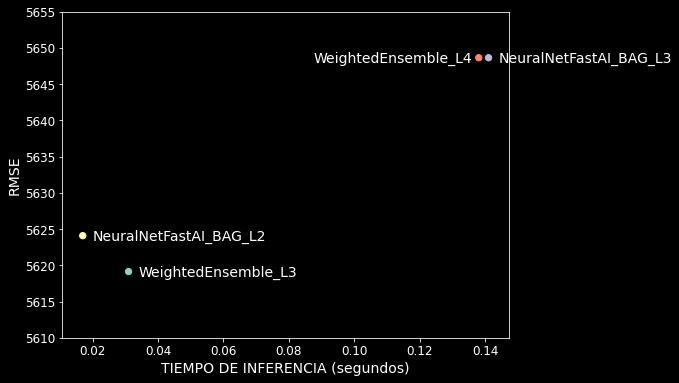 5655
5650
WeightedEnsemble_L4 NeuralNetFastAI_BAG_L3
5645
5640
5635
RMSE
5630
5625
NeuralNetFastAI_BAG_L2
5620
WeightedEnsemble_L3
5615
5610
0.02 0.04 0.06 0.08 0.10 0.12 0.14
TIEMPO DE INFERENCIA (segundos)